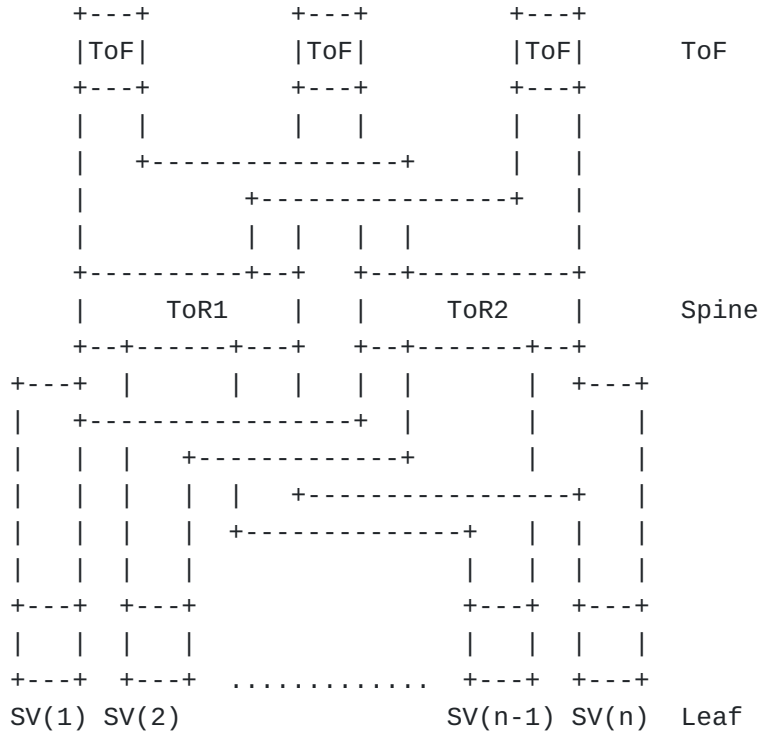 ToF ToF ToF ToF
ToR1 ToR2 Spine
.............
SV(1) SV(2) SV(n-1) SV(n) Leaf